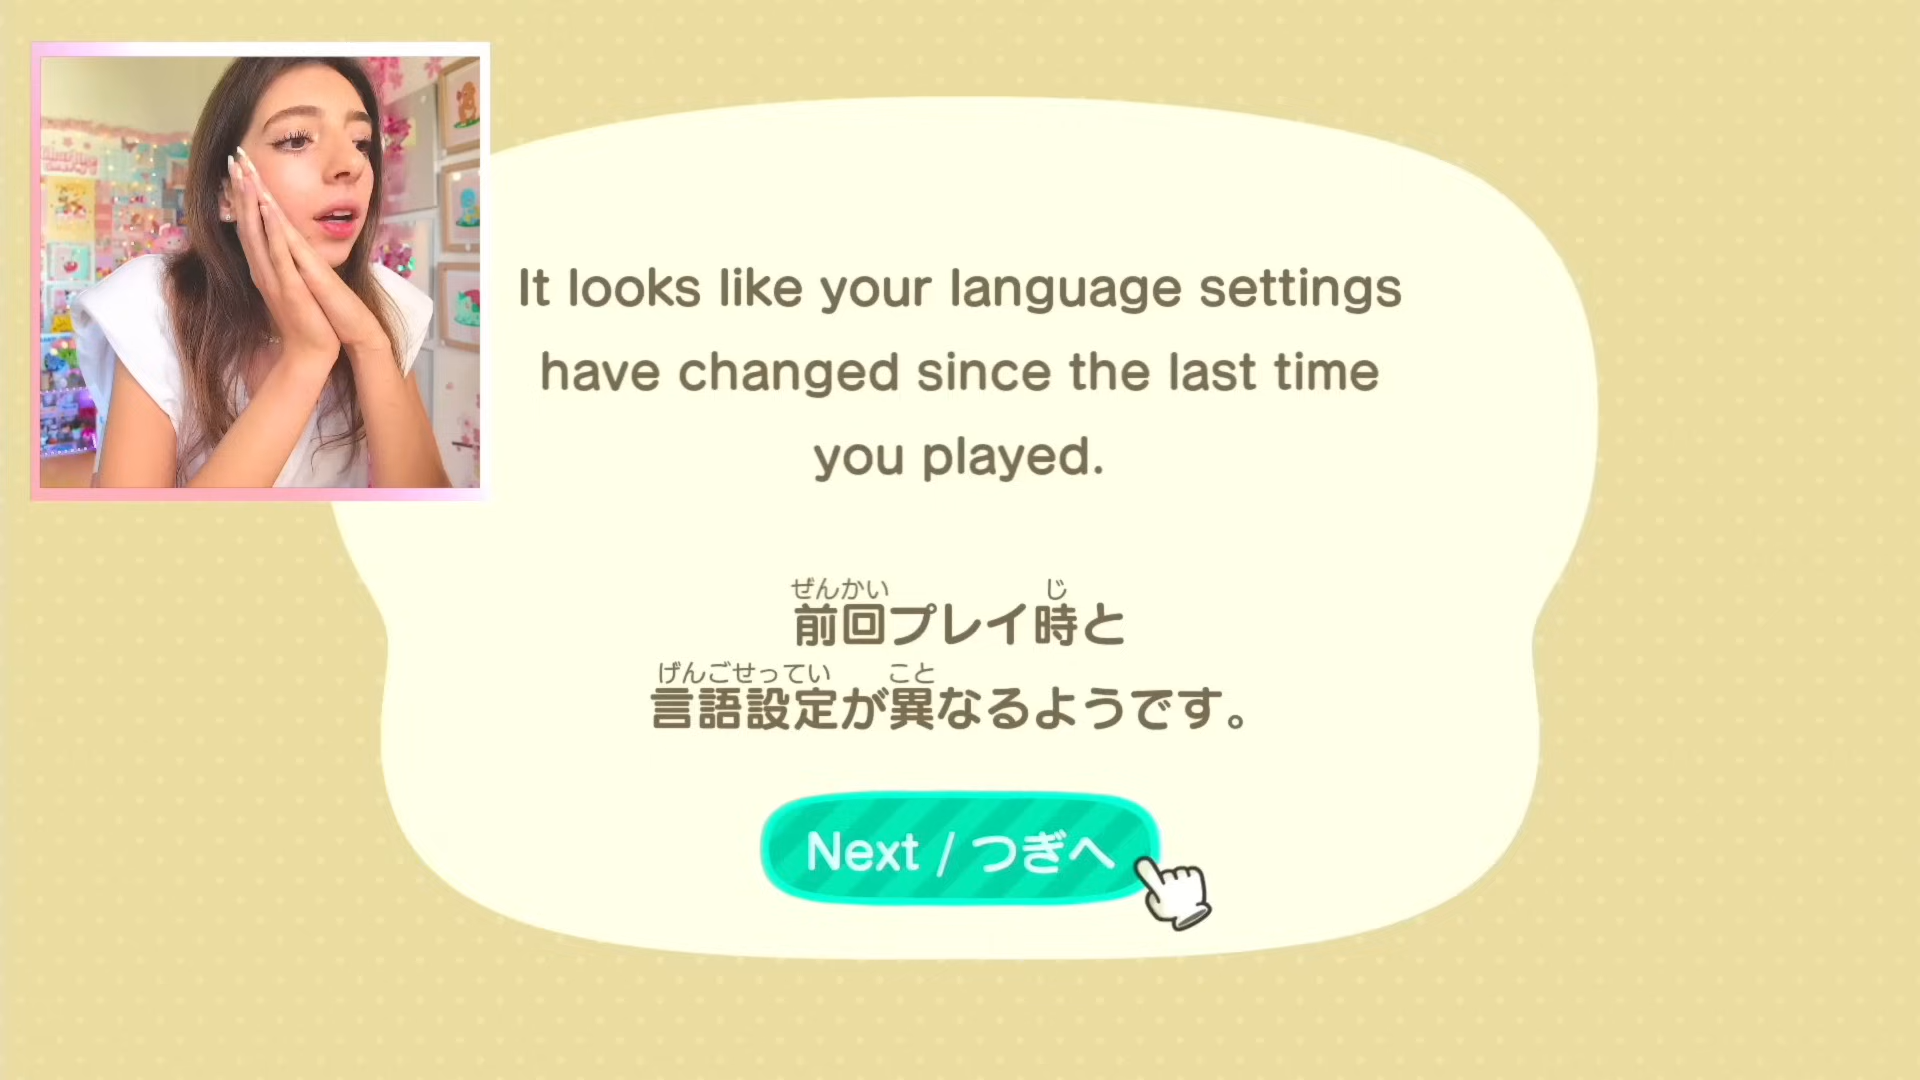 It looks like your language settings
have changed since the last time
you played.
ぜんかい じ
前回プレイ時と
げんごせってい こと
言語設定が異なるようです。
Next / つぎへ